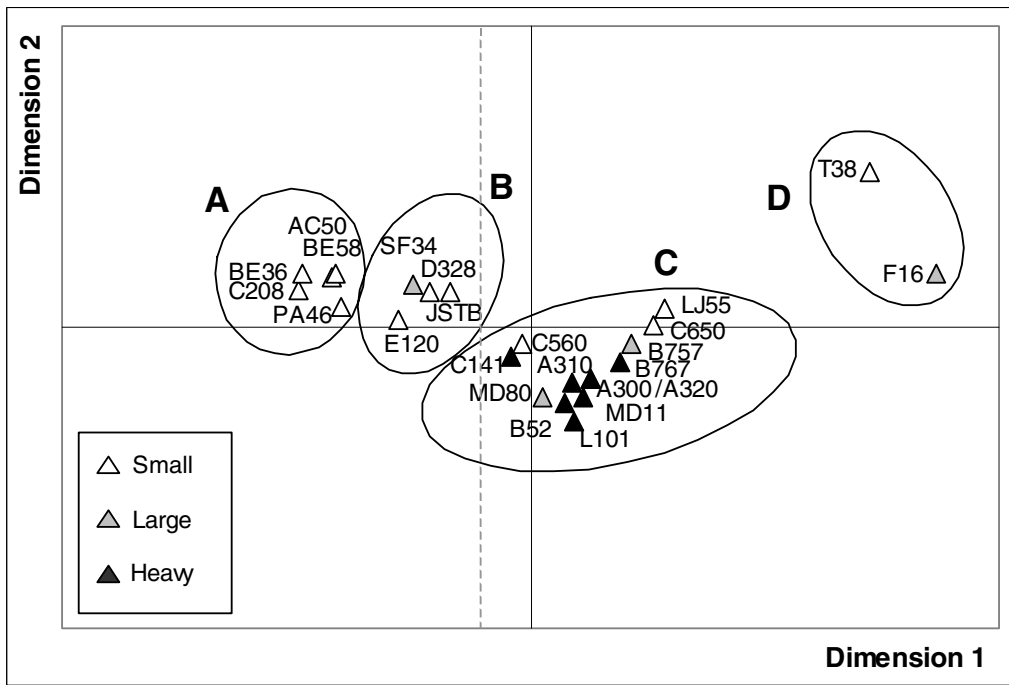 Dimension 2
A
B
C
D
T38
F16
AC50
BE58
BE36
C208
PA46
SF34
D328
JSTB
E120
LJ55
C650
C560
B757
C141
A310
B767
MD80
A300/A320
MD11
B52
L101
Small
Large
Heavy
Dimension 1